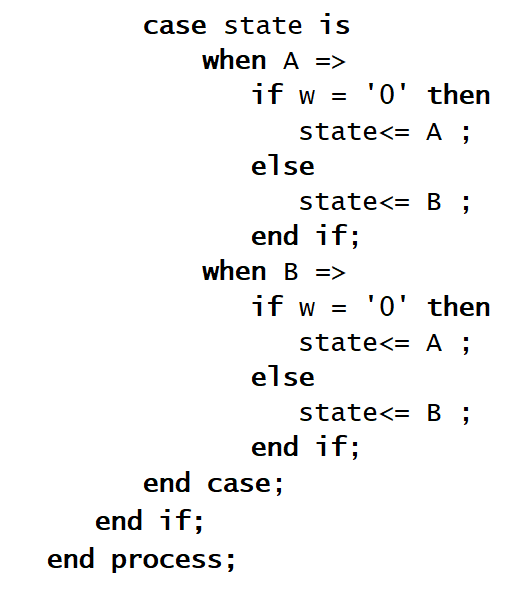 case state is
when A =>
if w = '0' then
state<= A ;
else
state<= B ;
end if;
when B =>
if w = '0' then
state<= A ;
else
state<= B ;
end if;
end case;
end if;
end process;